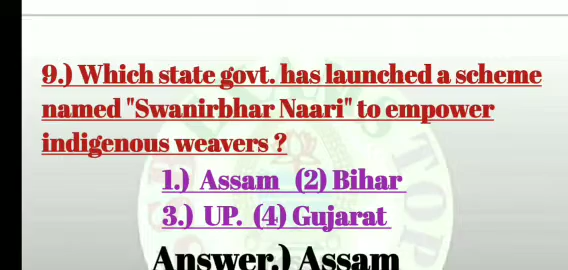 9.) Which state govt. has launched a scheme
named "Swanirbhar Naari" to empower
indigenous weavers ?
1.) Assam (2) Bihar
3.) UP. (4) Gujarat
Answer.) Assam